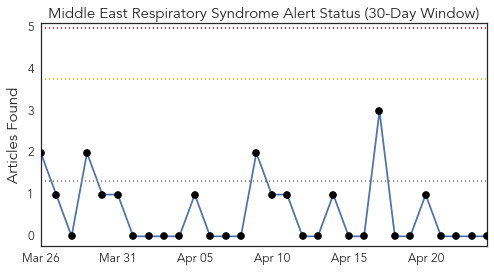 Middle East Respiratory Syndrome Alert Status (30-Day Window)
Articles Found
5
4
3
2
1
0
Mar 26 Mar 31 Apr 05 Apr 10 Apr 15 Apr 20